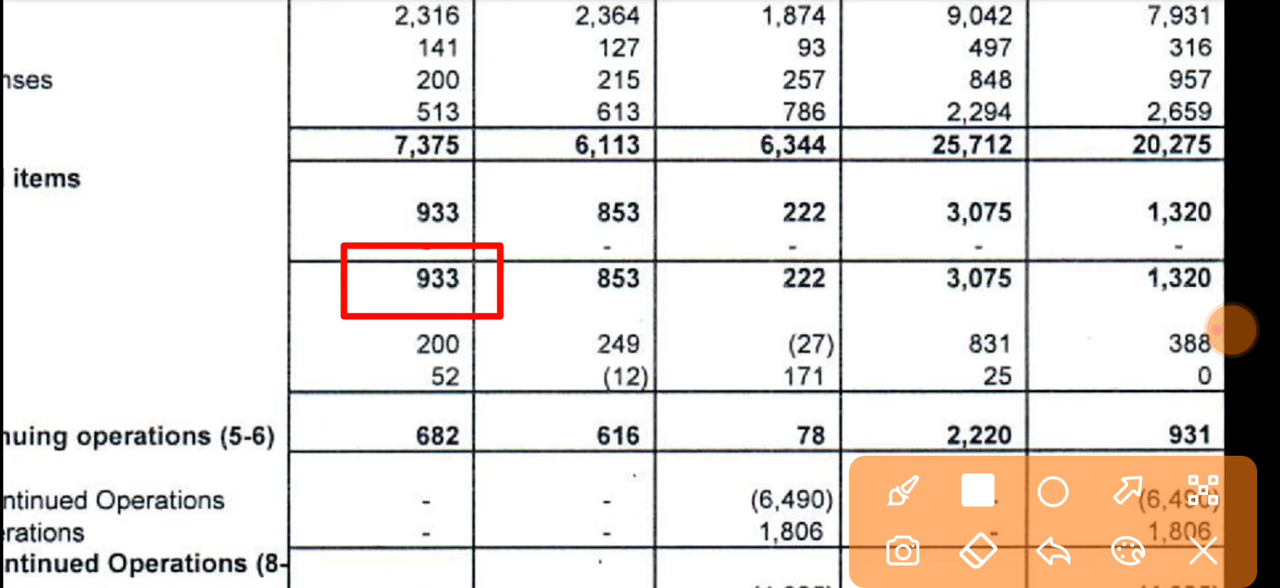 2,316 2,364 1,874 9,042 7,931
141 127 93 497 316
nses 200 215 257 848 957
513 613 786 2,294 2,659
7,375 6,113 6,344 25,712 20,275
items
933 853 222 3,075 1,320
- - - - -
933 853 222 3,075 1,320
200 249 (27) 831 388
52 (12) 171 25 0
nuing operations (5-6) 682 616 78 2,220 931
ntinued Operations - - (6,490) - (6,490)
erations - - 1,806 - 1,806
ntinued Operations (8-